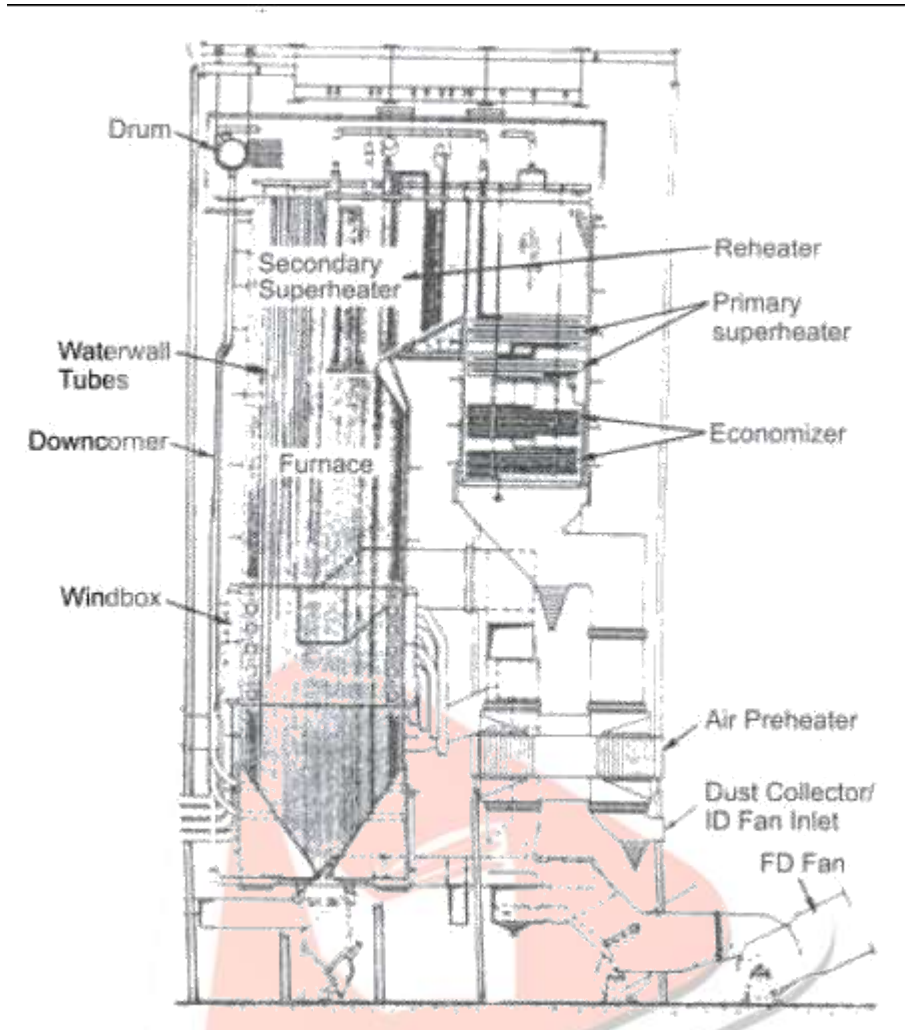 Drum
Secondary
Superheater
Reheater
Primary
superheater
Waterwall
Tubes
Downcorner
Economizer
Furnace
Windbox
Air Preheater
Dust Collector/
ID Fan Inlet
FD Fan